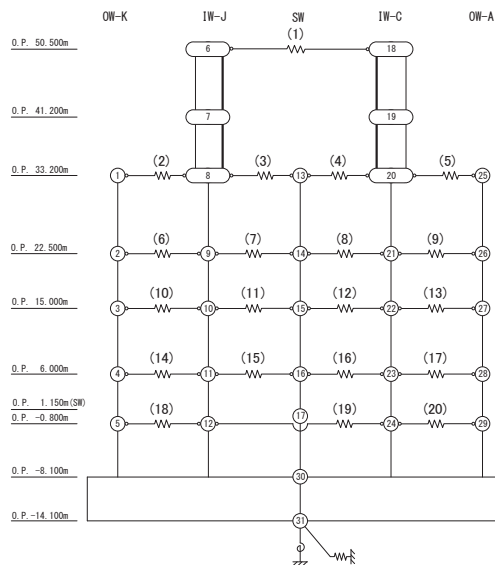 OW-K IW-J SW IW-C OW-A
(1)
O.P. 50.500m 6 18
O.P. 41.200m 7 19
(2) (3) (4) (5)
O.P. 33.200m 1 8 13 20 25
(6) (7) (8) (9)
O.P. 22.500m 2 9 14 21 26
(10) (11) (12) (13)
O.P. 15.000m 3 10 15 22 27
(14) (15) (16) (17)
O.P. 6.000m 4 11 16 23 28
O.P. 1.150m(SW) 17
(18) (19) (20)
O.P. -0.800m 5 12 24 29
O.P. -8.100m 30
O.P.-14.100m 31